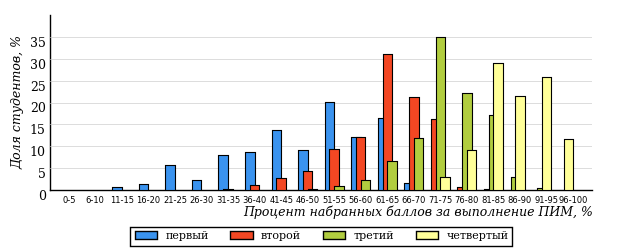 Доля студентов, %
35
30
25
20
15
10
5
0
0-5 6-10 11-15 16-20 21-25 26-30 31-35 36-40 41-45 46-50 51-55 56-60 61-65 66-70 71-75 76-80 81-85 86-90 91-95 96-100
Процент набранных баллов за выполнение ПИМ, %
первый второй третий четвертый